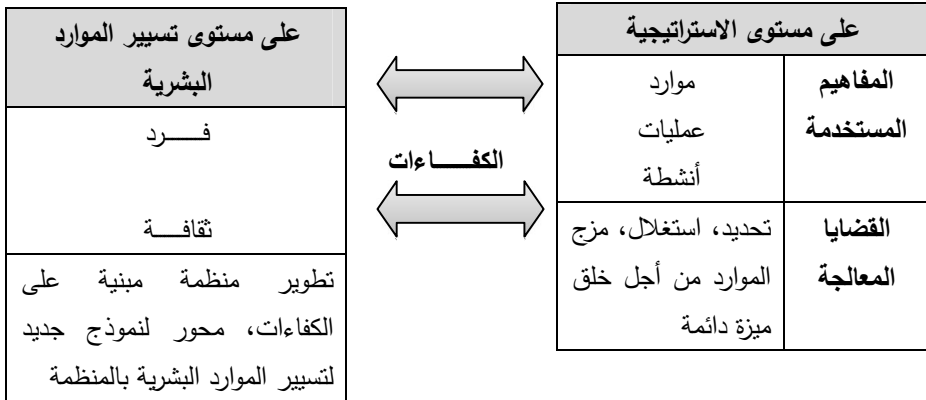 على مستوى الاستراتيجية
المفاهيم
المستخدمة
موارد
عمليات
أنشطة
القضايا
المعالجة
تحديد، استغلال، مزج
الموارد من أجل خلق
ميزة دائمة
الكفـــــاءات
على مستوى تسيير الموارد
البشرية
فـــــرد
ثقافـــة
تطوير منظمة مبنية على
الكفاءات، محور لنموذج جديد
لتسيير الموارد البشرية بالمنظمة